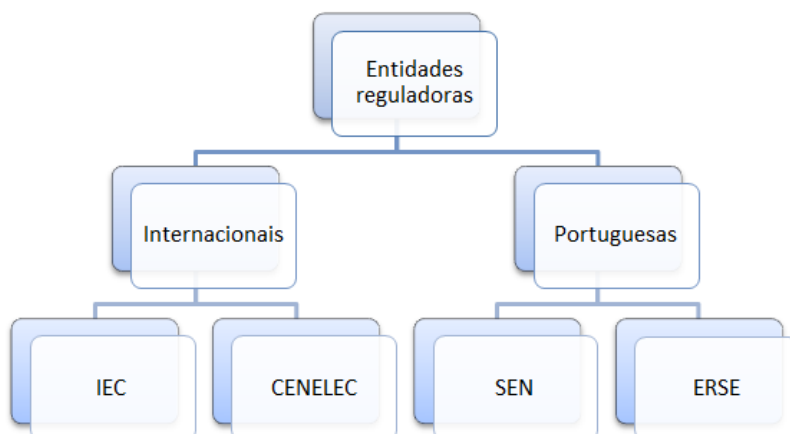 Entidades
reguladoras
Internacionais
Portuguesas
IEC
CENELEC
SEN
ERSE